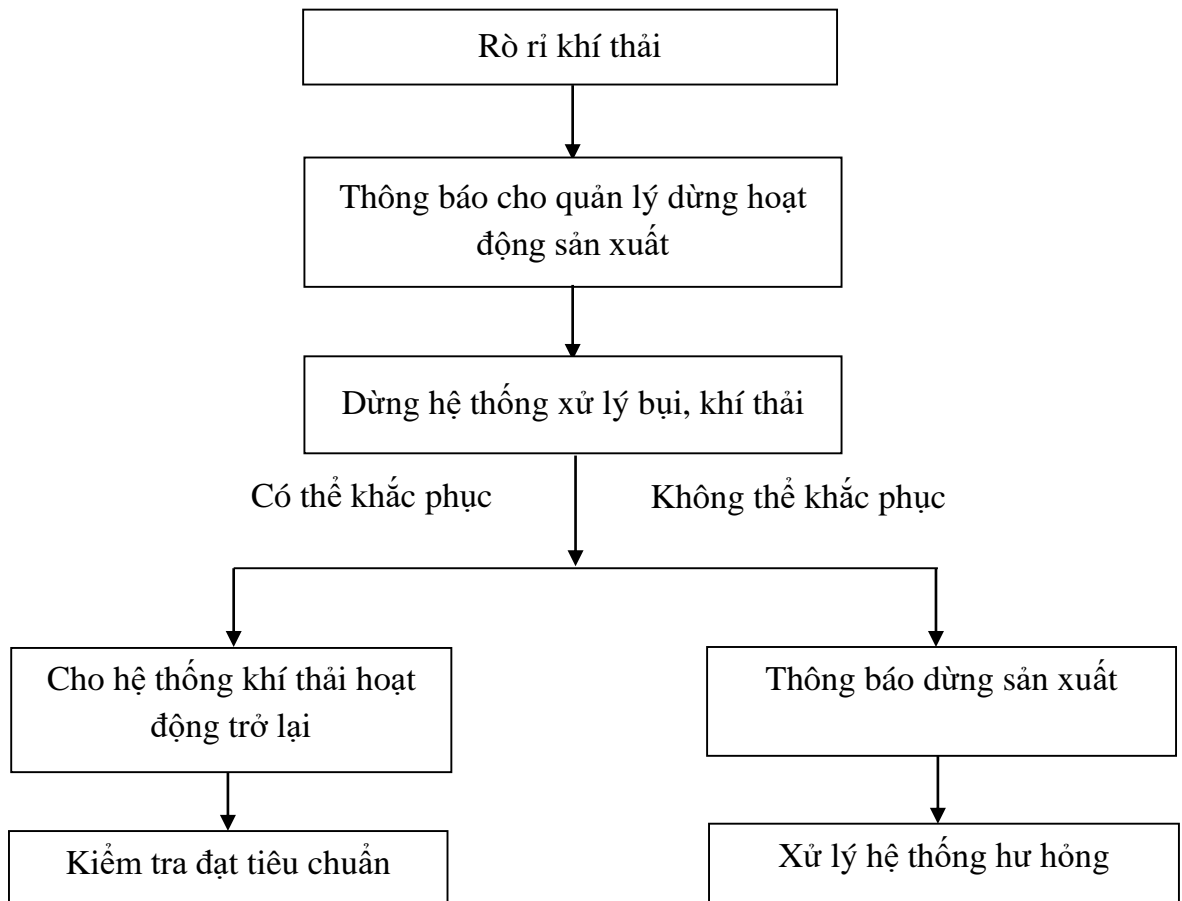 Rò rỉ khí thải
Thông báo cho quản lý dừng hoạt
động sản xuất
Dừng hệ thống xử lý bụi, khí thải
Có thể khắc phục
Không thể khắc phục
Cho hệ thống khí thải hoạt
động trở lại
Thông báo dừng sản xuất
Kiểm tra đạt tiêu chuẩn
Xử lý hệ thống hư hỏng